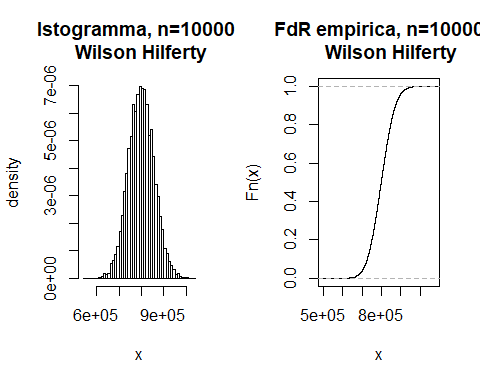 Istogramma, n=10000
Wilson Hilferty
density
0e+00
3e-06
5e-06
7e-06
6e+05
9e+05
x
FdR empirica, n=10000
Wilson Hilferty
Fn(x)
0.0
0.2
0.4
0.6
0.8
1.0
5e+05
8e+05
x